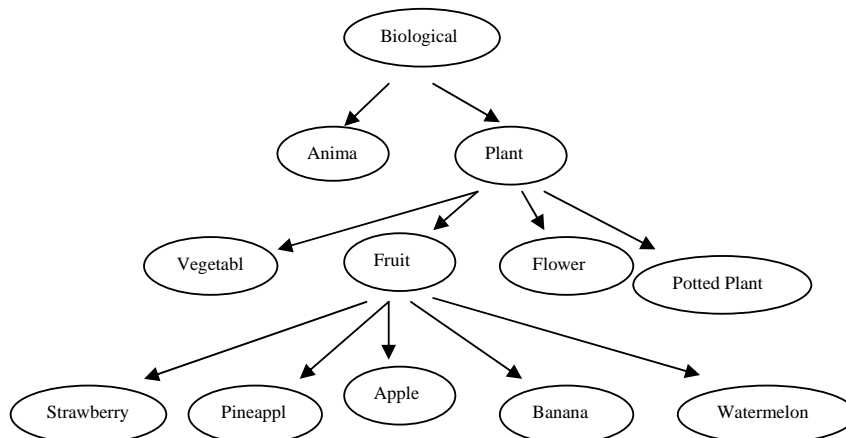 Biological
Anima
Plant
Vegetabl
Fruit
Flower
Potted Plant
Strawberry
Pineappl
Apple
Banana
Watermelon